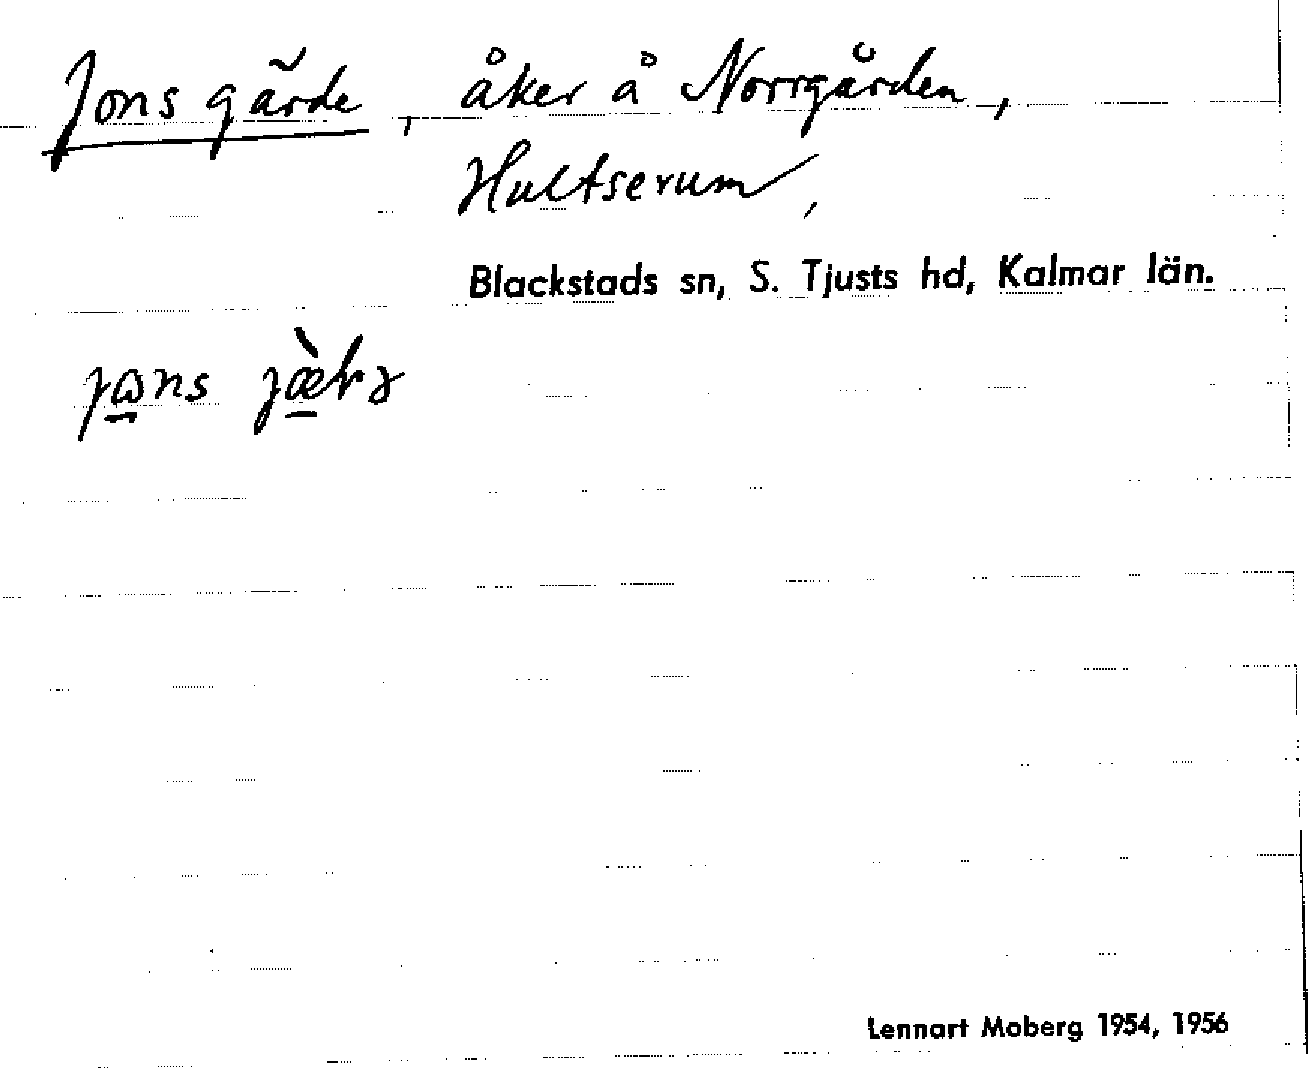 Jons gärde, åker å Norrgården,
Hultserum,
Blackstads sn, S. Tjusts hd, Kalmar län.
Lennart Moberg 1954, 1956